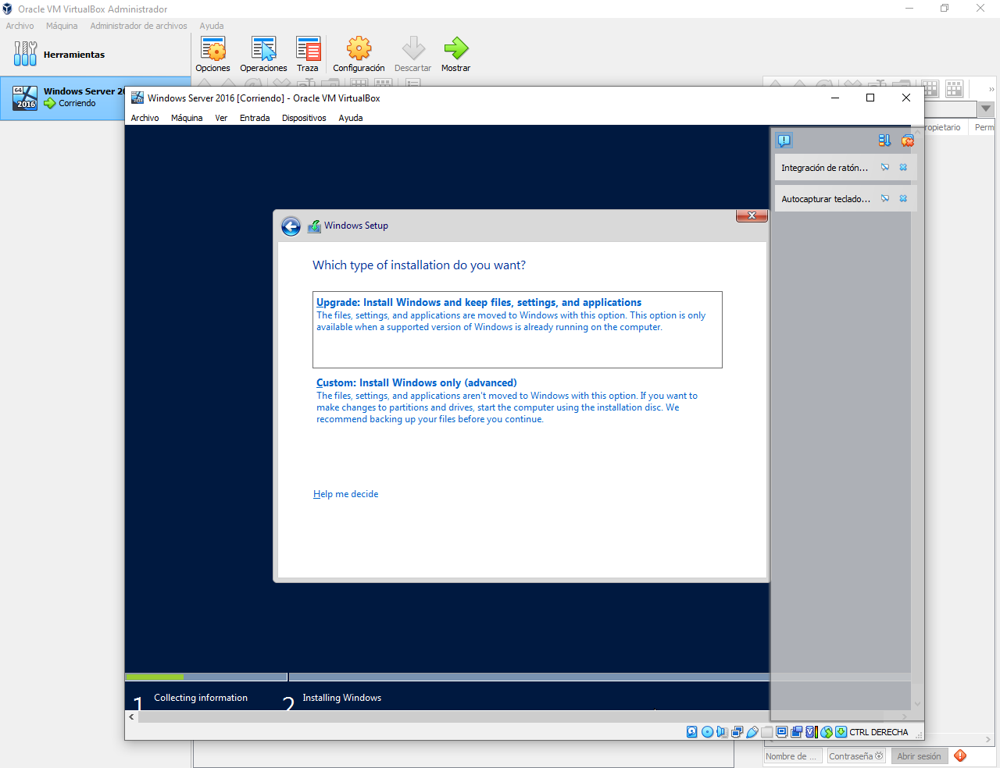 Oracle VM VirtualBox Administrador
Archivo Máquina Administrador de archivos Ayuda
Herramientas
Opciones Operaciones Traza Configuración Descartar Mostrar
64
2016
Windows Server 20
Corriendo
Windows Server 2016 [Corriendo] - Oracle VM VirtualBox
Archivo Máquina Ver Entrada Dispositivos Ayuda
ropietario Perm
Integración de ratón...
Autocapturar teclado...
Windows Setup
Which type of installation do you want?
Upgrade: Install Windows and keep files, settings, and applications
The files, settings, and applications are moved to Windows with this option. This option is only
available when a supported version of Windows is already running on the computer.
Custom: Install Windows only (advanced)
The files, settings, and applications aren't moved to Windows with this option. If you want to
make changes to partitions and drives, start the computer using the installation disc. We
recommend backing up your files before you continue.
Help me decide
1 Collecting information 2 Installing Windows
CTRL DERECHA
Nombre de ... Contraseña Abrir sesión